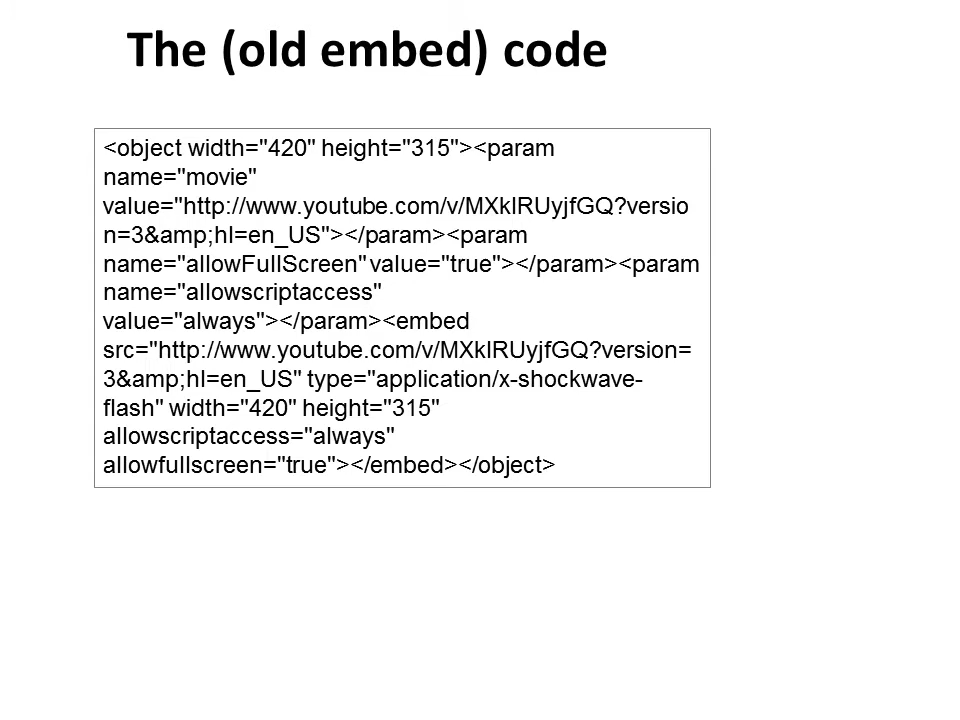 The (old embed) code
<object width="420" height="315"><param
name="movie"
value="http://www.youtube.com/v/MXklRUyjfGQ?versio
n=3&amp;hl=en_US"></param><param
name="allowFullScreen" value="true"></param><param
name="allowscriptaccess"
value="always"></param><embed
src="http://www.youtube.com/v/MXklRUyjfGQ?version=
3&amp;hl=en_US" type="application/x-shockwave-
flash" width="420" height="315"
allowscriptaccess="always"
allowfullscreen="true"></embed></object>